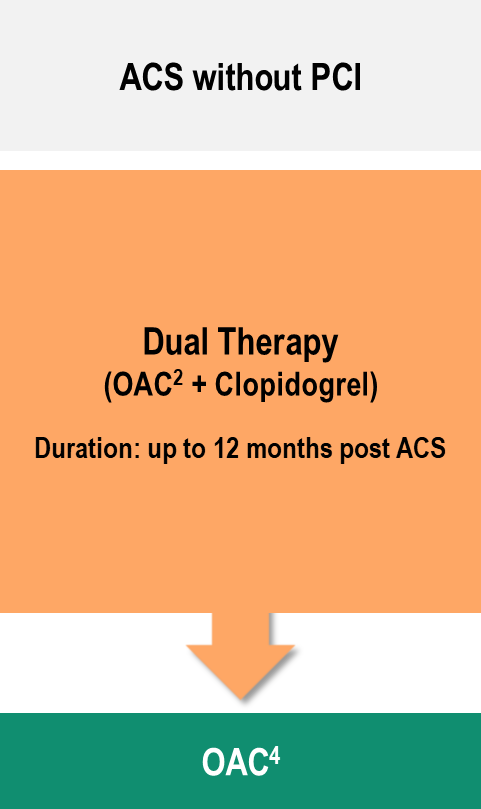 ACS without PCI
Dual Therapy
(OAC² + Clopidogrel)
Duration: up to 12 months post ACS
OAC⁴